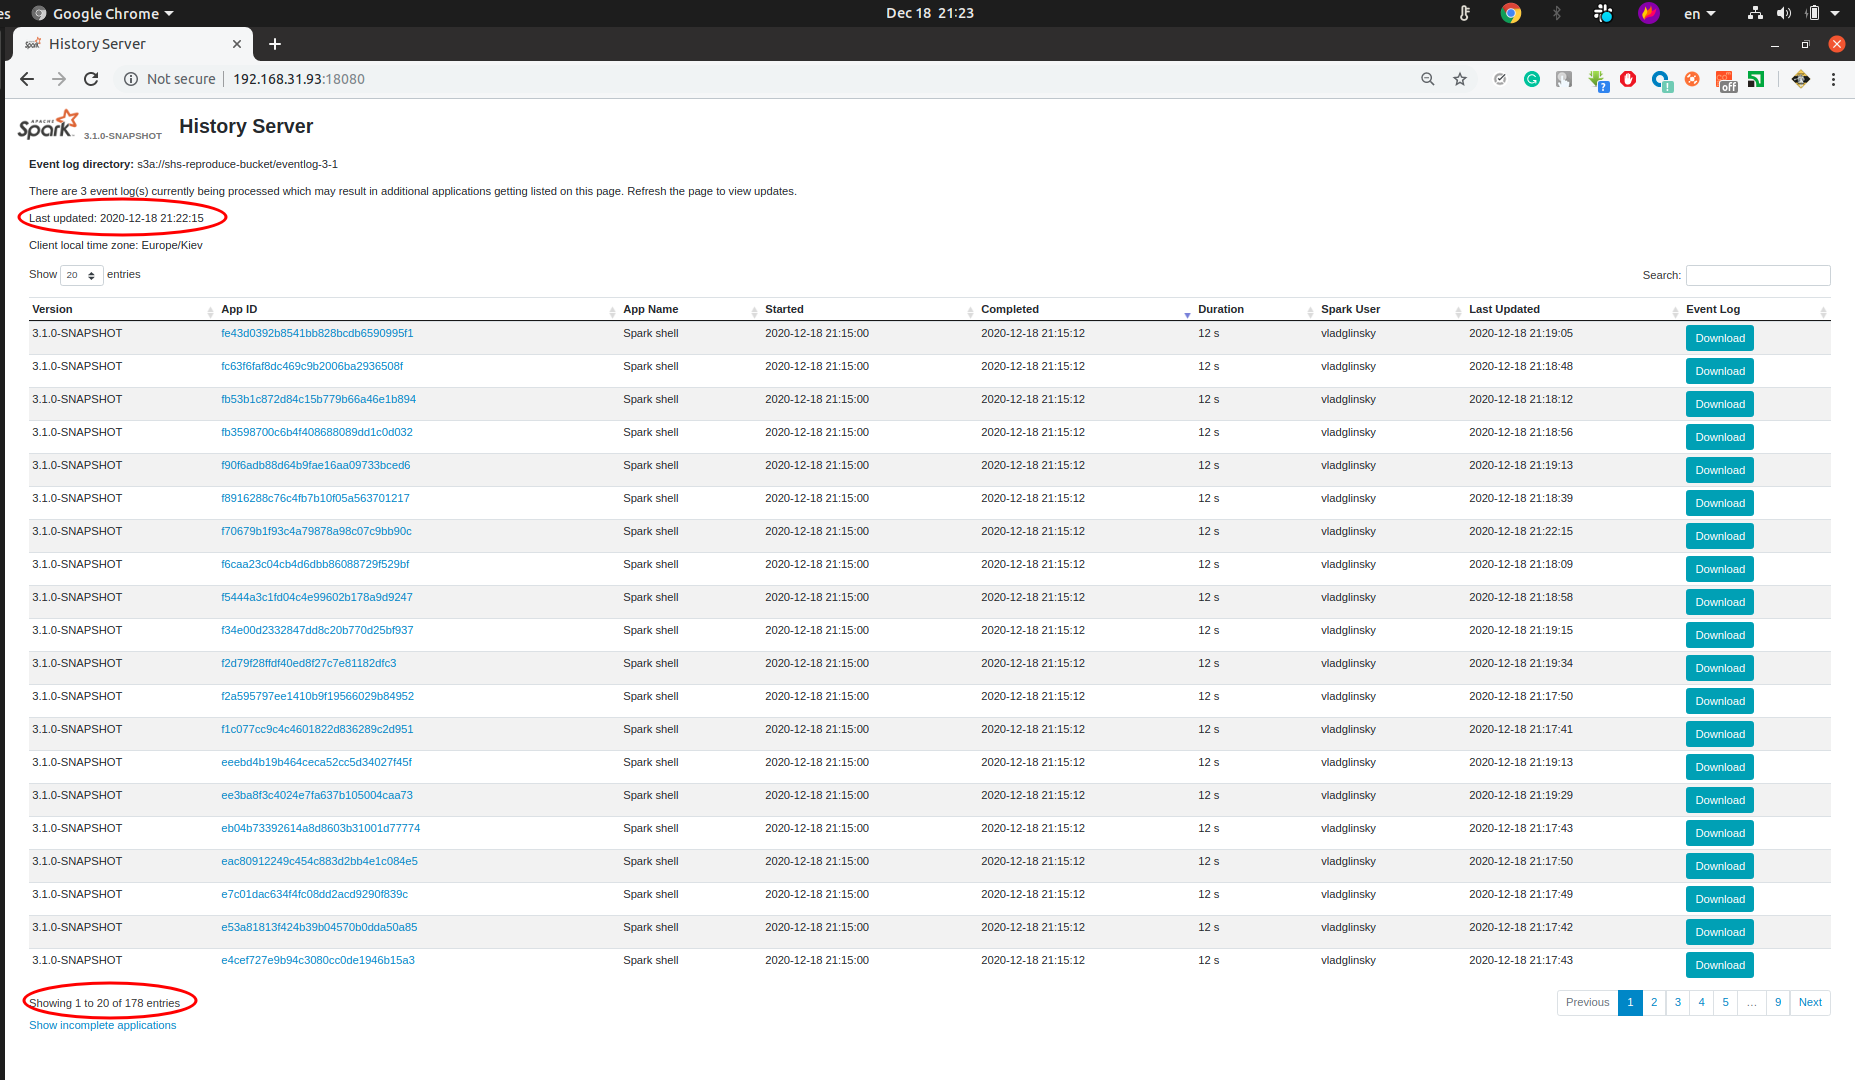 es Google Chrome Dec 18 21:23 en
History Server
Not secure 192.168.31.93:18080
APACHE Spark 3.1.0-SNAPSHOT History Server
Event log directory: s3a://shs-reproduce-bucket/eventlog-3-1
There are 3 event log(s) currently being processed which may result in additional applications getting listed on this page. Refresh the page to view updates.
Last updated: 2020-12-18 21:22:15
Client local time zone: Europe/Kiev
Show 20 entries Search:
Version App ID App Name Started Completed Duration Spark User Last Updated Event Log
3.1.0-SNAPSHOT fe43d0392b8541bb828bcdb6590995f1 Spark shell 2020-12-18 21:15:00 2020-12-18 21:15:12 12 s vladglinsky 2020-12-18 21:19:05 Download
3.1.0-SNAPSHOT fc63f6faf8dc469c9b2006ba2936508f Spark shell 2020-12-18 21:15:00 2020-12-18 21:15:12 12 s vladglinsky 2020-12-18 21:18:48 Download
3.1.0-SNAPSHOT fb53b1c872d84c15b779b66a46e1b894 Spark shell 2020-12-18 21:15:00 2020-12-18 21:15:12 12 s vladglinsky 2020-12-18 21:18:12 Download
3.1.0-SNAPSHOT fb3598700c6b4f408688089dd1c0d032 Spark shell 2020-12-18 21:15:00 2020-12-18 21:15:12 12 s vladglinsky 2020-12-18 21:18:56 Download
3.1.0-SNAPSHOT f90f6adb88d64b9fae16aa09733bced6 Spark shell 2020-12-18 21:15:00 2020-12-18 21:15:12 12 s vladglinsky 2020-12-18 21:19:13 Download
3.1.0-SNAPSHOT f8916288c76c4fb7b10f05a563701217 Spark shell 2020-12-18 21:15:00 2020-12-18 21:15:12 12 s vladglinsky 2020-12-18 21:18:39 Download
3.1.0-SNAPSHOT f70679b1f93c4a79878a98c07c9bb90c Spark shell 2020-12-18 21:15:00 2020-12-18 21:15:12 12 s vladglinsky 2020-12-18 21:22:15 Download
3.1.0-SNAPSHOT f6caa23c04cb4d6dbb86088729f529bf Spark shell 2020-12-18 21:15:00 2020-12-18 21:15:12 12 s vladglinsky 2020-12-18 21:18:09 Download
3.1.0-SNAPSHOT f5444a3c1fd04c4e99602b178a9d9247 Spark shell 2020-12-18 21:15:00 2020-12-18 21:15:12 12 s vladglinsky 2020-12-18 21:18:58 Download
3.1.0-SNAPSHOT f34e00d2332847dd8c20b770d25bf937 Spark shell 2020-12-18 21:15:00 2020-12-18 21:15:12 12 s vladglinsky 2020-12-18 21:19:15 Download
3.1.0-SNAPSHOT f2d79f28ffdf40ed8f27c7e81182dfc3 Spark shell 2020-12-18 21:15:00 2020-12-18 21:15:12 12 s vladglinsky 2020-12-18 21:19:34 Download
3.1.0-SNAPSHOT f2a595797ee1410b9f19566029b84952 Spark shell 2020-12-18 21:15:00 2020-12-18 21:15:12 12 s vladglinsky 2020-12-18 21:17:50 Download
3.1.0-SNAPSHOT f1c077cc9c4c4601822d836289c2d951 Spark shell 2020-12-18 21:15:00 2020-12-18 21:15:12 12 s vladglinsky 2020-12-18 21:17:41 Download
3.1.0-SNAPSHOT eeebd4b19b464ceca52cc5d34027f45f Spark shell 2020-12-18 21:15:00 2020-12-18 21:15:12 12 s vladglinsky 2020-12-18 21:19:13 Download
3.1.0-SNAPSHOT ee3ba8f3c4024e7fa637b105004caa73 Spark shell 2020-12-18 21:15:00 2020-12-18 21:15:12 12 s vladglinsky 2020-12-18 21:19:29 Download
3.1.0-SNAPSHOT eb04b73392614a8d8603b31001d77774 Spark shell 2020-12-18 21:15:00 2020-12-18 21:15:12 12 s vladglinsky 2020-12-18 21:17:43 Download
3.1.0-SNAPSHOT eac80912249c454c883d2bb4e1c084e5 Spark shell 2020-12-18 21:15:00 2020-12-18 21:15:12 12 s vladglinsky 2020-12-18 21:17:50 Download
3.1.0-SNAPSHOT e7c01dac634f4fc08dd2acd9290f839c Spark shell 2020-12-18 21:15:00 2020-12-18 21:15:12 12 s vladglinsky 2020-12-18 21:17:49 Download
3.1.0-SNAPSHOT e53a81813f424b39b04570b0dda50a85 Spark shell 2020-12-18 21:15:00 2020-12-18 21:15:12 12 s vladglinsky 2020-12-18 21:17:42 Download
3.1.0-SNAPSHOT e4cef727e9b94c3080cc0de1946b15a3 Spark shell 2020-12-18 21:15:00 2020-12-18 21:15:12 12 s vladglinsky 2020-12-18 21:17:43 Download
Showing 1 to 20 of 178 entries Previous 1 2 3 4 5 … 9 Next
Show incomplete applications